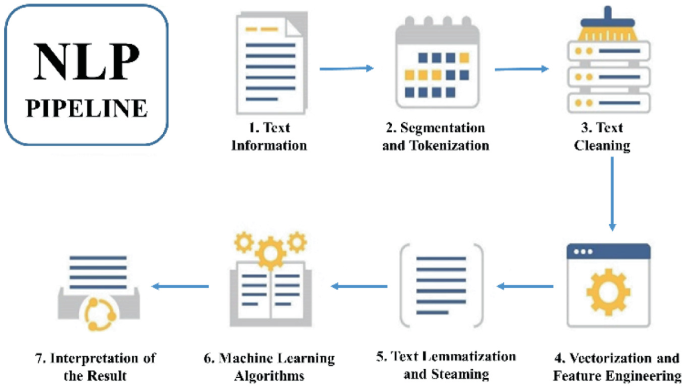 NLP
PIPELINE
1. Text
Information
2. Segmentation
and Tokenization
3. Text
Cleaning
4. Vectorization and
Feature Engineering
5. Text Lemmatization
and Steaming
6. Machine Learning
Algorithms
7. Interpretation of
the Result